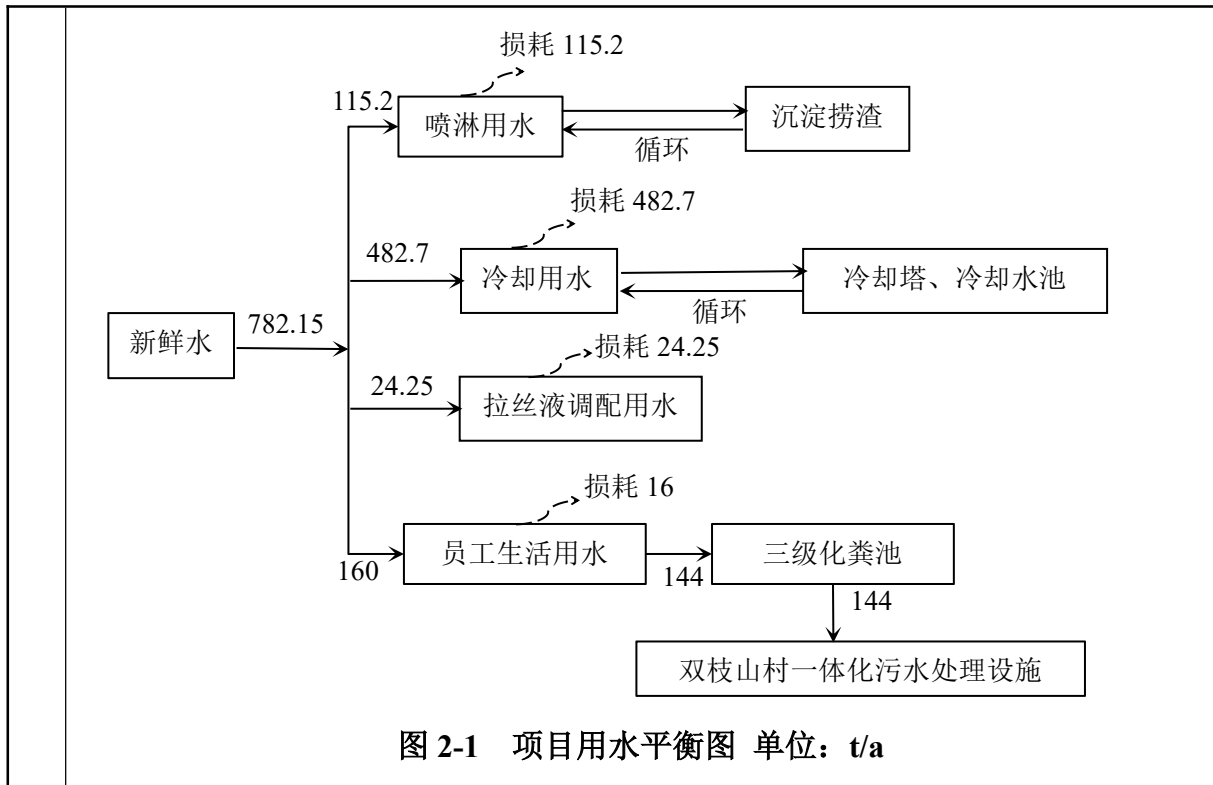 损耗 115.2
115.2
喷淋用水
沉淀捞渣
循环
损耗 482.7
482.7
冷却用水
冷却塔、冷却水池
循环
新鲜水
782.15
损耗 24.25
24.25
拉丝液调配用水
损耗 16
160
员工生活用水
144
三级化粪池
144
双枝山村一体化污水处理设施
图 2-1 项目用水平衡图 单位：t/a